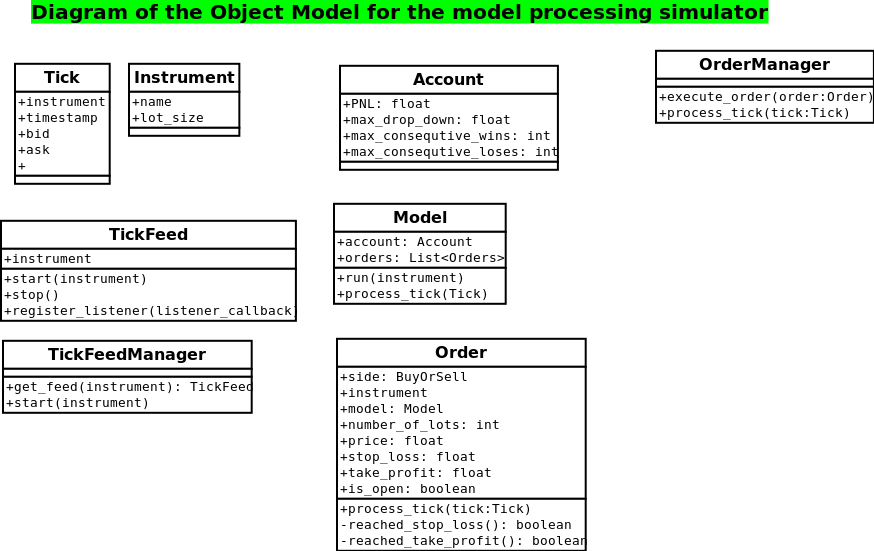 Diagram of the Object Model for the model processing simulator
Tick
+instrument
+timestamp
+bid
+ask
+
Instrument
+name
+lot_size
Account
+PNL: float
+max_drop_down: float
+max_consequtive_wins: int
+max_consequtive_loses: int
OrderManager
+execute_order(order:Order)
+process_tick(tick:Tick)
TickFeed
+instrument
+start(instrument)
+stop()
+register_listener(listener_callback)
Model
+account: Account
+orders: List<Orders>
+run(instrument)
+process_tick(Tick)
TickFeedManager
+get_feed(instrument): TickFeed
+start(instrument)
Order
+side: BuyOrSell
+instrument
+model: Model
+number_of_lots: int
+price: float
+stop_loss: float
+take_profit: float
+is_open: boolean
+process_tick(tick:Tick)
-reached_stop_loss(): boolean
-reached_take_profit(): boolean